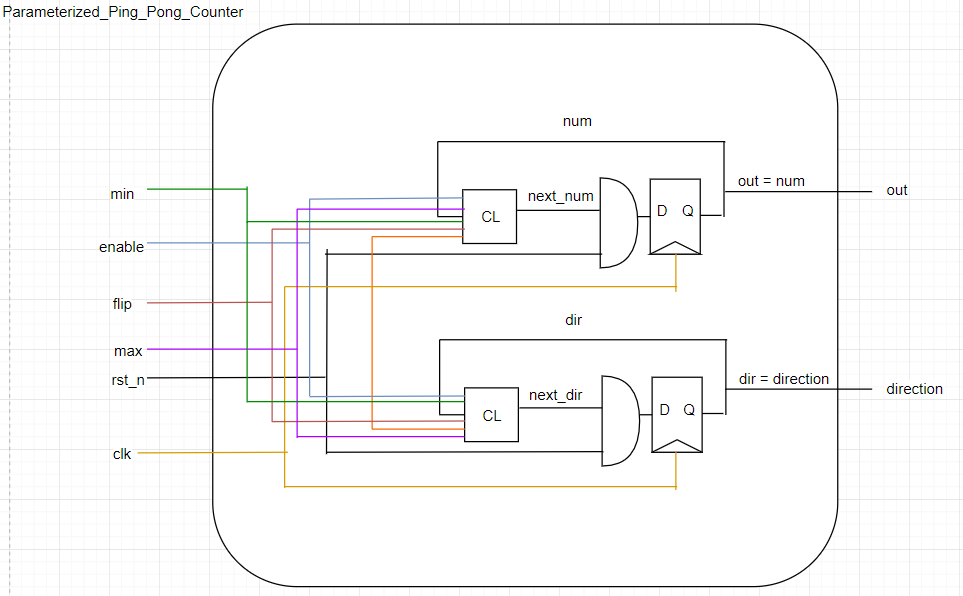 Parameterized_Ping_Pong_Counter
num
min
enable
flip
max
rst_n
clk
CL
next_num
D Q
out = num
out
dir
CL
next_dir
D Q
dir = direction
direction